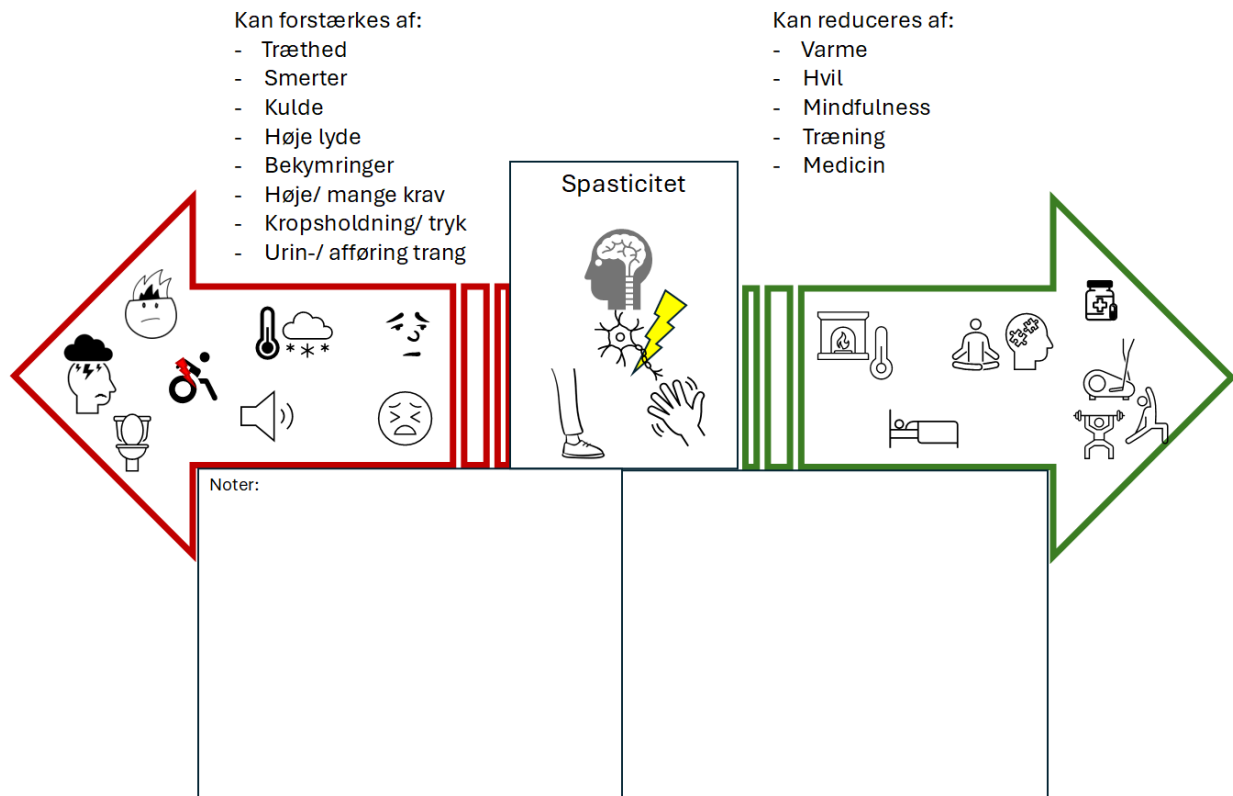 Kan forstærkes af:
- Træthed
- Smerter
- Kulde
- Høje lyde
- Bekymringer
- Høje/ mange krav
- Kropsholdning/ tryk
- Urin-/ afføring trang
Kan reduceres af:
- Varme
- Hvil
- Mindfulness
- Træning
- Medicin
Spasticitet
Noter: